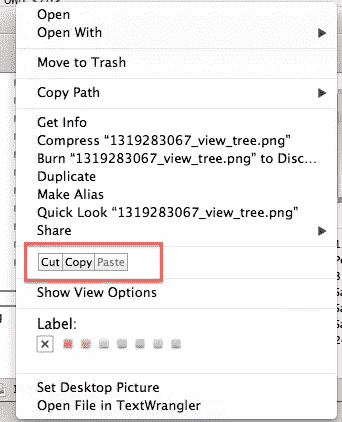 Open
Open With
Move to Trash
Copy Path
Get Info
Compress “1319283067_view_tree.png”
Burn “1319283067_view_tree.png” to Disc...
Duplicate
Make Alias
Quick Look “1319283067_view_tree.png”
Share
Cut Copy Paste
Show View Options
Label:
Set Desktop Picture
Open File in TextWrangler